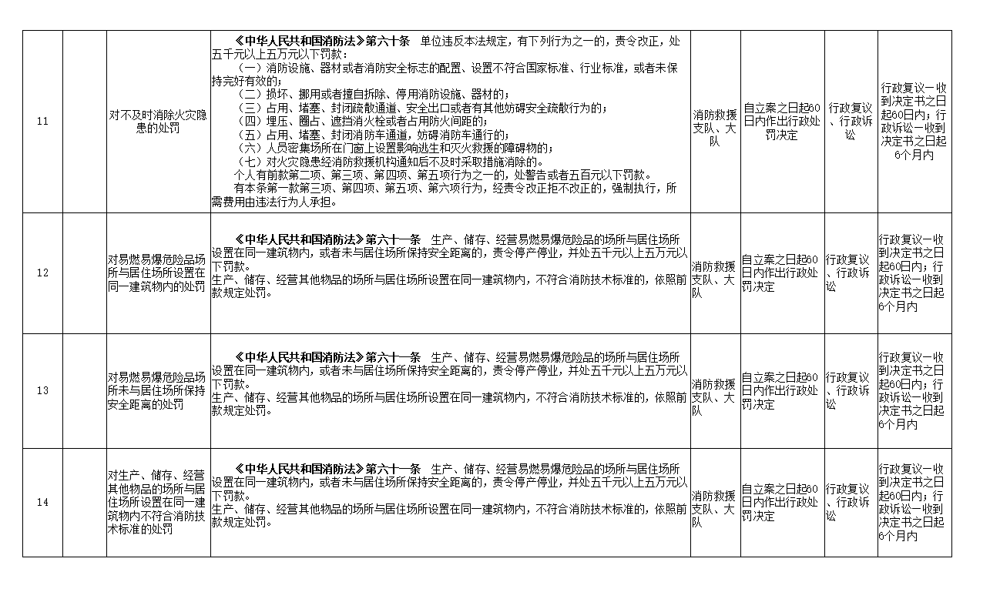 11
对不及时消除火灾隐
患的处罚
《中华人民共和国消防法》第六十条　单位违反本法规定，有下列行为之一的，责令改正，处
五千元以上五万元以下罚款：
（一）消防设施、器材或者消防安全标志的配置、设置不符合国家标准、行业标准，或者未保
持完好有效的；
（二）损坏、挪用或者擅自拆除、停用消防设施、器材的；
（三）占用、堵塞、封闭疏散通道、安全出口或者有其他妨碍安全疏散行为的；
（四）埋压、圈占、遮挡消火栓或者占用防火间距的；
（五）占用、堵塞、封闭消防车通道，妨碍消防车通行的；
（六）人员密集场所在门窗上设置影响逃生和灭火救援的障碍物的；
（七）对火灾隐患经消防救援机构通知后不及时采取措施消除的。
个人有前款第二项、第三项、第四项、第五项行为之一的，处警告或者五百元以下罚款。
有本条第一款第三项、第四项、第五项、第六项行为，经责令改正拒不改正的，强制执行，所
需费用由违法行为人承担。
消防救援
支队、大
队
自立案之日起60
日内作出行政处
罚决定
行政复议
、行政诉
讼
行政复议一收
到决定书之日
起60日内；行
政诉讼一收到
决定书之日起
6个月内
12
对易燃易爆危险品场
所与居住场所设置在
同一建筑物内的处罚
《中华人民共和国消防法》第六十一条　生产、储存、经营易燃易爆危险品的场所与居住场所
设置在同一建筑物内，或者未与居住场所保持安全距离的，责令停产停业，并处五千元以上五万元以
下罚款。
生产、储存、经营其他物品的场所与居住场所设置在同一建筑物内，不符合消防技术标准的，依照前
款规定处罚。
消防救援
支队、大
队
自立案之日起60
日内作出行政处
罚决定
行政复议
、行政诉
讼
行政复议一收
到决定书之日
起60日内；行
政诉讼一收到
决定书之日起
6个月内
13
对易燃易爆危险品场
所未与居住场所保持
安全距离的处罚
《中华人民共和国消防法》第六十一条　生产、储存、经营易燃易爆危险品的场所与居住场所
设置在同一建筑物内，或者未与居住场所保持安全距离的，责令停产停业，并处五千元以上五万元以
下罚款。
生产、储存、经营其他物品的场所与居住场所设置在同一建筑物内，不符合消防技术标准的，依照前
款规定处罚。
消防救援
支队、大
队
自立案之日起60
日内作出行政处
罚决定
行政复议
、行政诉
讼
行政复议一收
到决定书之日
起60日内；行
政诉讼一收到
决定书之日起
6个月内
14
对生产、储存、经营
其他物品的场所与居
住场所设置在同一建
筑物内不符合消防技
术标准的处罚
《中华人民共和国消防法》第六十一条　生产、储存、经营易燃易爆危险品的场所与居住场所
设置在同一建筑物内，或者未与居住场所保持安全距离的，责令停产停业，并处五千元以上五万元以
下罚款。
生产、储存、经营其他物品的场所与居住场所设置在同一建筑物内，不符合消防技术标准的，依照前
款规定处罚。
消防救援
支队、大
队
自立案之日起60
日内作出行政处
罚决定
行政复议
、行政诉
讼
行政复议一收
到决定书之日
起60日内；行
政诉讼一收到
决定书之日起
6个月内